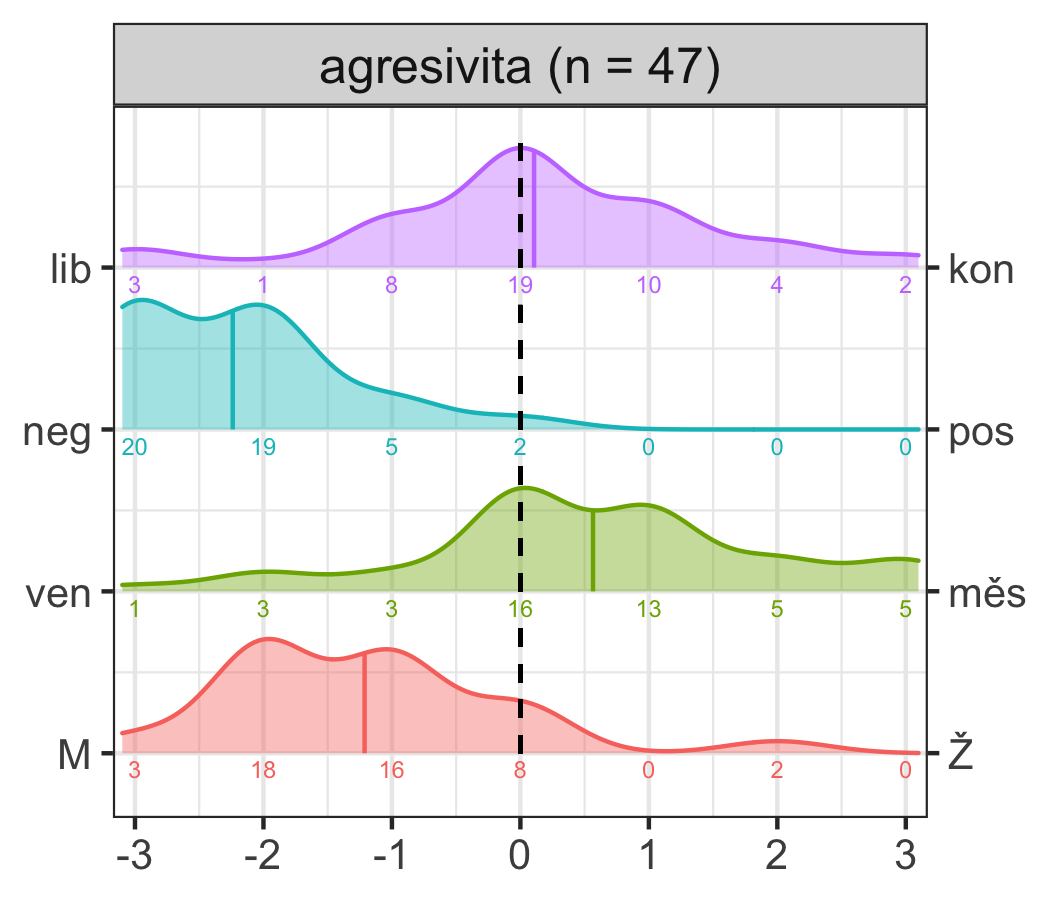 agresivita (n = 47)
lib kon
3 1 8 19 10 4 2
neg pos
20 19 5 2 0 0 0
ven měs
1 3 3 16 13 5 5
M Ž
3 18 16 8 0 2 0
-3 -2 -1 0 1 2 3